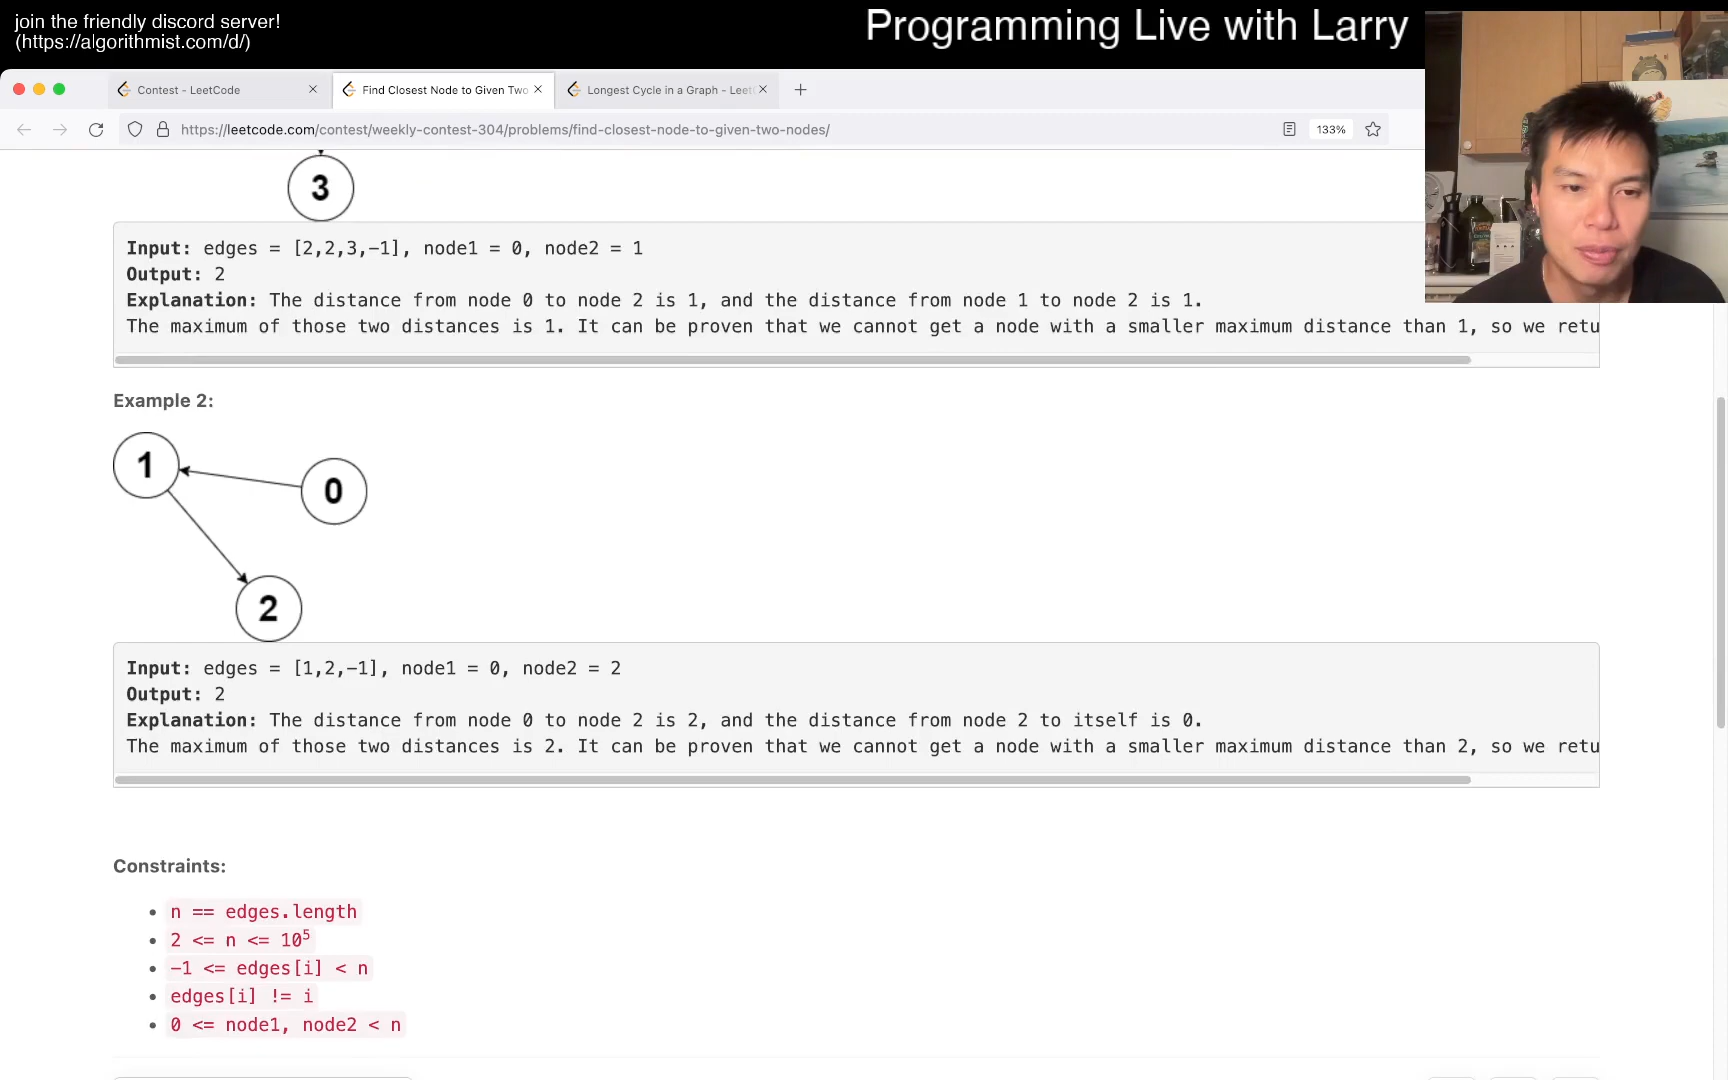 join the friendly discord server!
(https://algorithmist.com/d/)
Programming Live with Larry
Contest - LeetCode
Find Closest Node to Given Two
Longest Cycle in a Graph - Leet
https://leetcode.com/contest/weekly-contest-304/problems/find-closest-node-to-given-two-nodes/
133%
3
Input: edges = [2,2,3,-1], node1 = 0, node2 = 1
Output: 2
Explanation: The distance from node 0 to node 2 is 1, and the distance from node 1 to node 2 is 1.
The maximum of those two distances is 1. It can be proven that we cannot get a node with a smaller maximum distance than 1, so we retu
Example 2:
1
0
2
Input: edges = [1,2,-1], node1 = 0, node2 = 2
Output: 2
Explanation: The distance from node 0 to node 2 is 2, and the distance from node 2 to itself is 0.
The maximum of those two distances is 2. It can be proven that we cannot get a node with a smaller maximum distance than 2, so we retu
Constraints:
• n == edges.length
• 2 <= n <= 10⁵
• -1 <= edges[i] < n
• edges[i] != i
• 0 <= node1, node2 < n